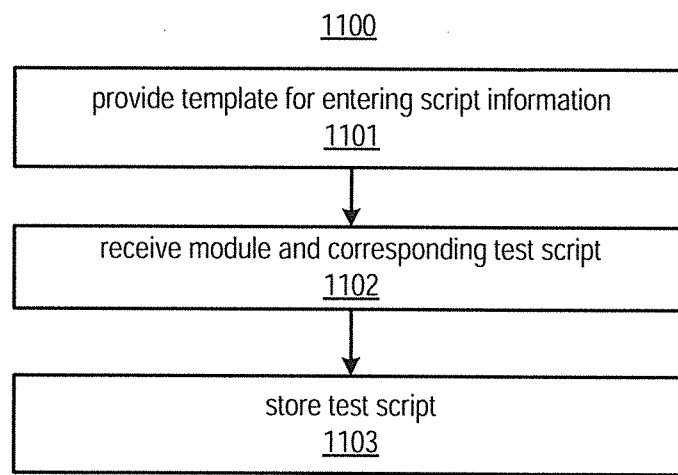 1100
provide template for entering script information
1101
receive module and corresponding test script
1102
store test script
1103